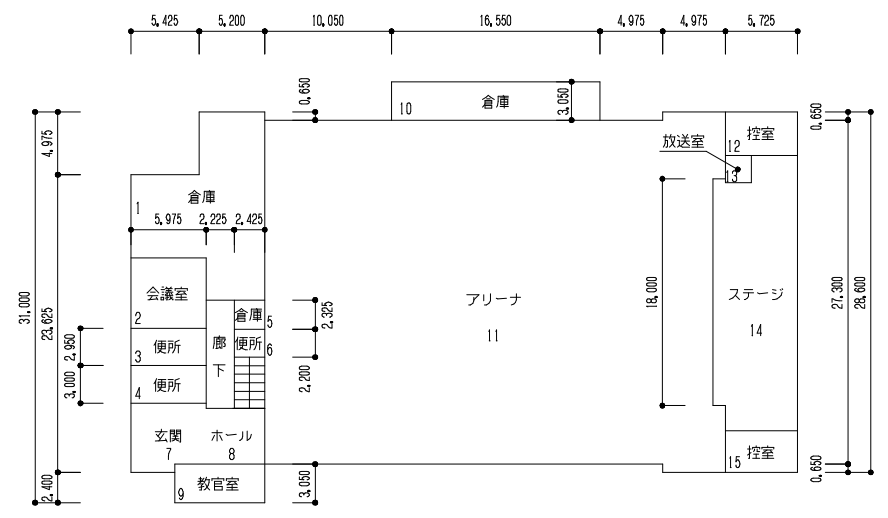 5,425 5,200 10,050 16,550 4,975 4,975 5,725
0,650
3,050
10 倉庫
0,650
4,975
放送室
12 控室
13
1 倉庫
5,975 2,225 2,425
31,000
23,625
会議室
2
倉庫 5
2,325
アリーナ
11
18,000
ステージ
14
27,300
28,600
2,950
3 便所
廊下
便所 6
2,200
3,000
4 便所
玄関
7
ホール
8
15 控室
0,650
2,400
9 教官室
3,050